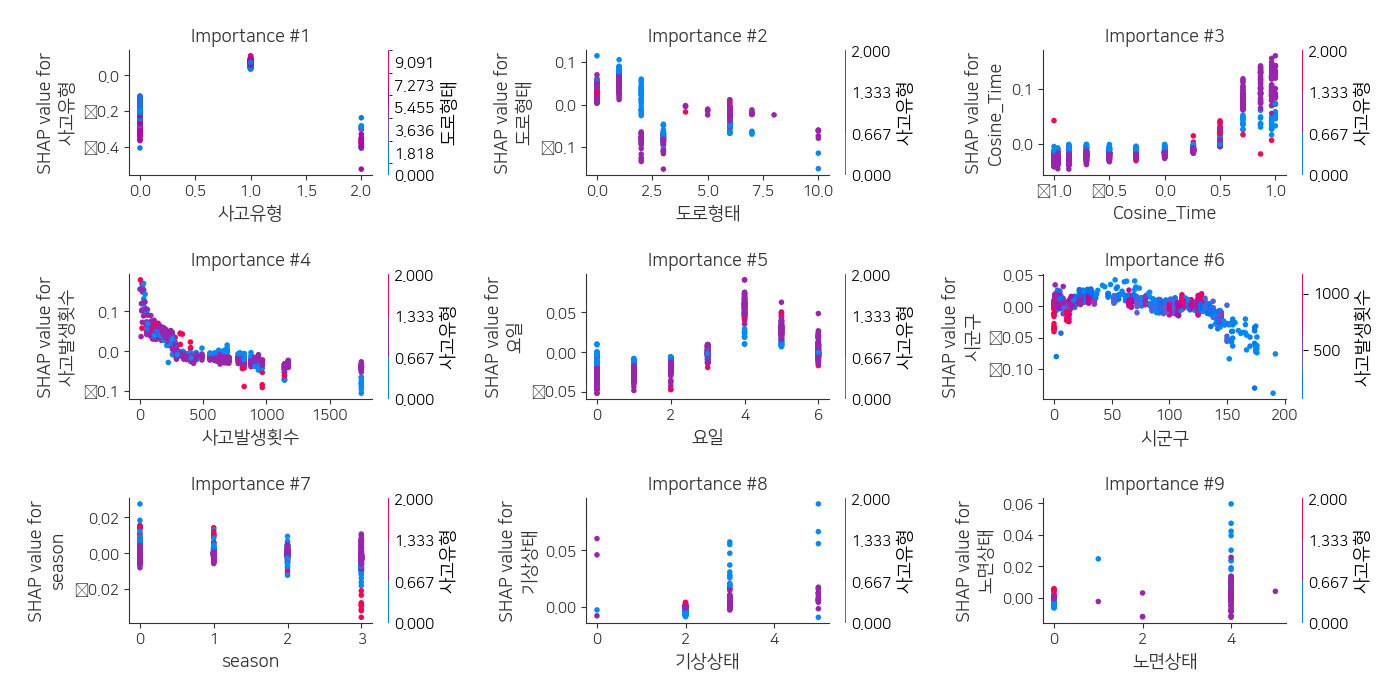 Importance #1
SHAP value for
사고유형
0.0
0.2
0.4
0.0
0.5
1.0
1.5
2.0
사고유형
9.091
7.273
5.455
3.636
1.818
0.000
도로형태
Importance #2
SHAP value for
도로형태
0.1
0.0
0.1
0.0
2.5
5.0
7.5
10.0
도로형태
2.000
1.333
0.667
0.000
사고유형
Importance #3
SHAP value for
Cosine_Time
0.1
0.0
1.0
0.5
0.0
0.5
1.0
Cosine_Time
2.000
1.333
0.667
0.000
사고유형
Importance #4
SHAP value for
사고발생횟수
0.1
0.0
0.1
0
500
1000
1500
사고발생횟수
2.000
1.333
0.667
0.000
사고유형
Importance #5
SHAP value for
요일
0.05
0.00
0.05
0
2
4
6
요일
2.000
1.333
0.667
0.000
사고유형
Importance #6
SHAP value for
시군구
0.05
0.00
0.05
0.10
0
50
100
150
200
시군구
1000
500
사고발생횟수
Importance #7
SHAP value for
season
0.02
0.00
0.02
0
1
2
3
season
2.000
1.333
0.667
0.000
사고유형
Importance #8
SHAP value for
기상상태
0.05
0.00
0
2
4
기상상태
2.000
1.333
0.667
0.000
사고유형
Importance #9
SHAP value for
노면상태
0.06
0.04
0.02
0.00
0
2
4
노면상태
2.000
1.333
0.667
0.000
사고유형